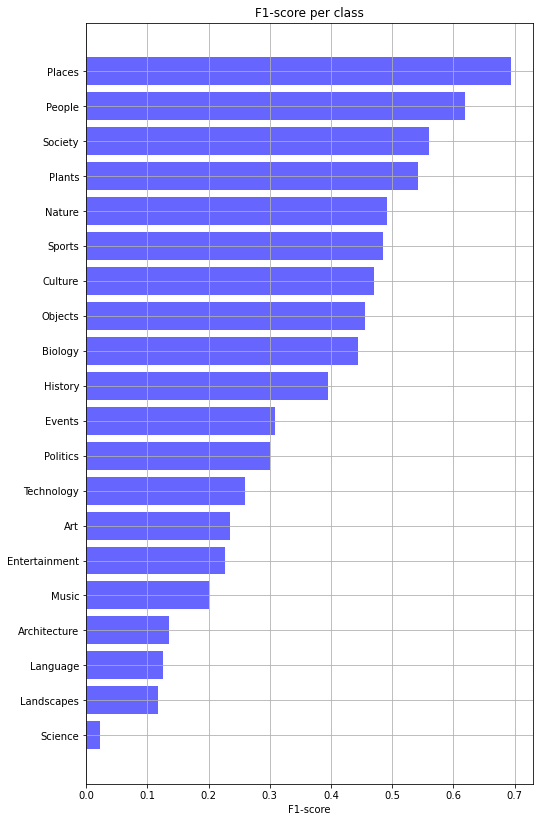 F1-score per class
Places
People
Society
Plants
Nature
Sports
Culture
Objects
Biology
History
Events
Politics
Technology
Art
Entertainment
Music
Architecture
Language
Landscapes
Science
0.0 0.1 0.2 0.3 0.4 0.5 0.6 0.7
F1-score